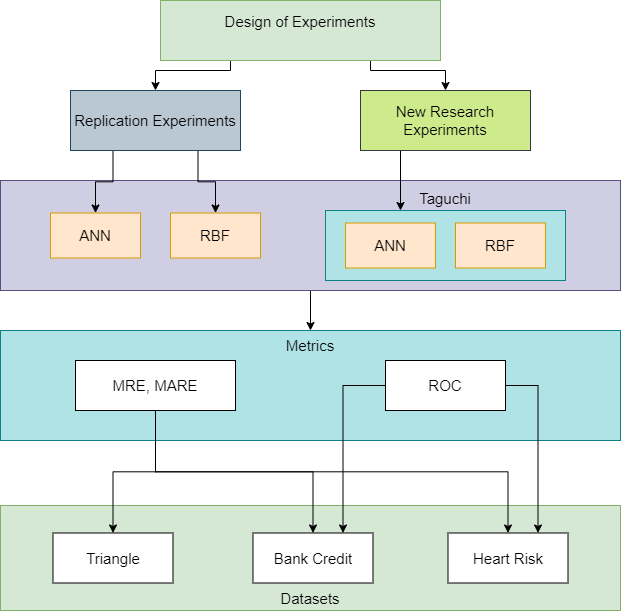 Design of Experiments
Replication Experiments
New Research
Experiments
Taguchi
ANN
RBF
ANN
RBF
Metrics
MRE, MARE
ROC
Triangle
Bank Credit
Heart Risk
Datasets